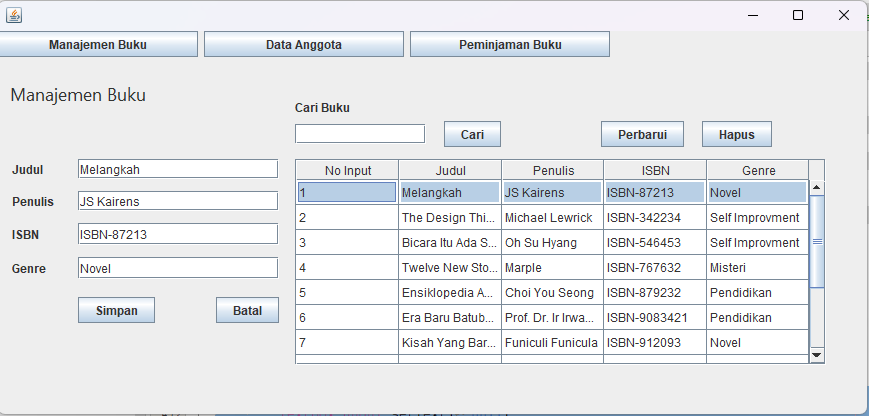 Manajemen Buku Data Anggota Peminjaman Buku
Manajemen Buku
Cari Buku
Cari Perbarui Hapus
Judul Melangkah
Penulis JS Kairens
ISBN ISBN-87213
Genre Novel
Simpan Batal
No Input Judul Penulis ISBN Genre
1 Melangkah JS Kairens ISBN-87213 Novel
2 The Design Thi... Michael Lewrick ISBN-342234 Self Improvment
3 Bicara Itu Ada S... Oh Su Hyang ISBN-546453 Self Improvment
4 Twelve New Sto... Marple ISBN-767632 Misteri
5 Ensiklopedia A... Choi You Seong ISBN-879232 Pendidikan
6 Era Baru Batub... Prof. Dr. Ir Irwa... ISBN-9083421 Pendidikan
7 Kisah Yang Bar... Funiculi Funicula ISBN-912093 Novel